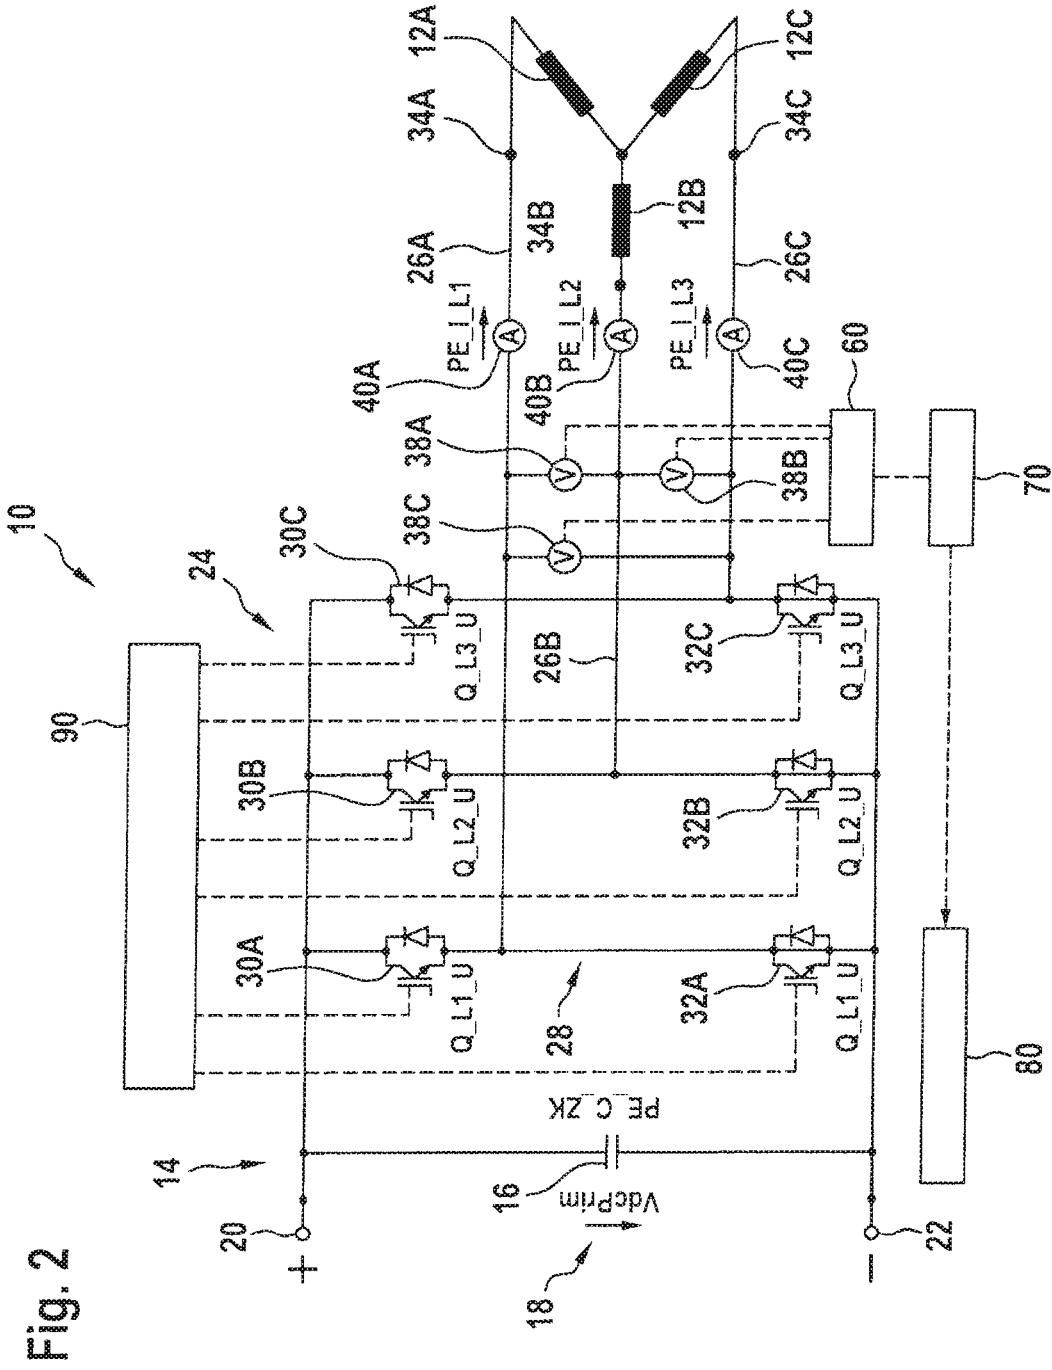 Fig. 2
10
14
24
90
20
+
30A
30B
30C
Q_L1_U
Q_L2_U
Q_L3_U
38C
38A
40A
PE_I_L1
26A
34A
12A
18
VdcPrim
16
PE_C_ZK
28
26B
V
V
V
A
A
A
40B
PE_I_L2
34B
12B
38B
40C
PE_I_L3
26C
34C
12C
32A
32B
32C
Q_L1_U
Q_L2_U
Q_L3_U
–
22
60
70
80